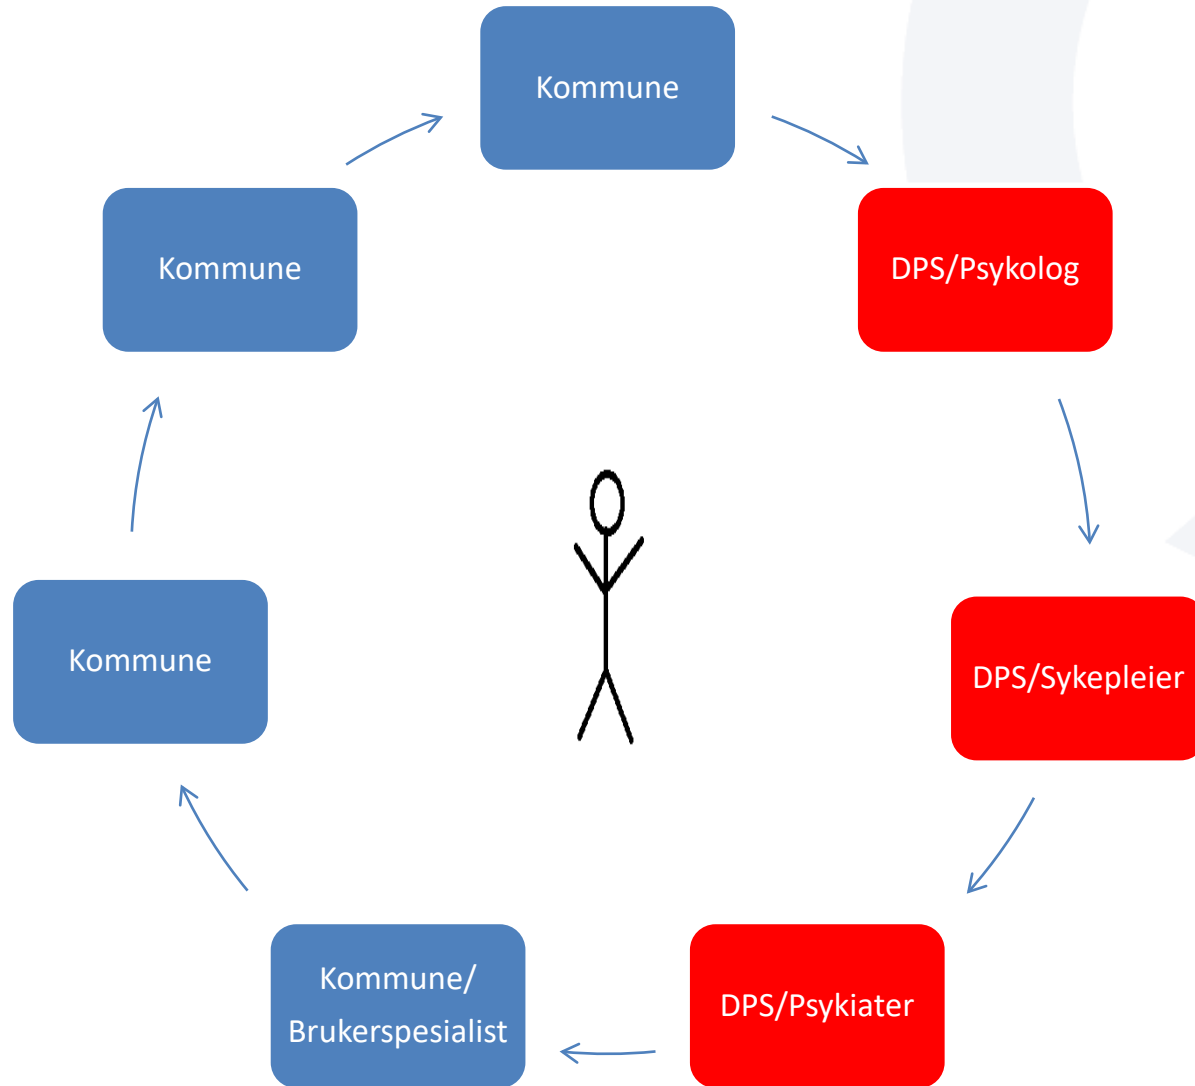 Kommune
DPS/Psykolog
DPS/Sykepleier
DPS/Psykiater
Kommune/
Brukerspesialist
Kommune
Kommune